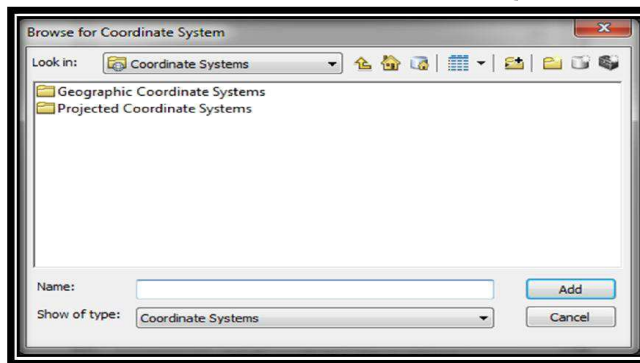 Browse for Coordinate System
Look in: Coordinate Systems
Geographic Coordinate Systems
Projected Coordinate Systems
Name: Add
Show of type: Coordinate Systems Cancel